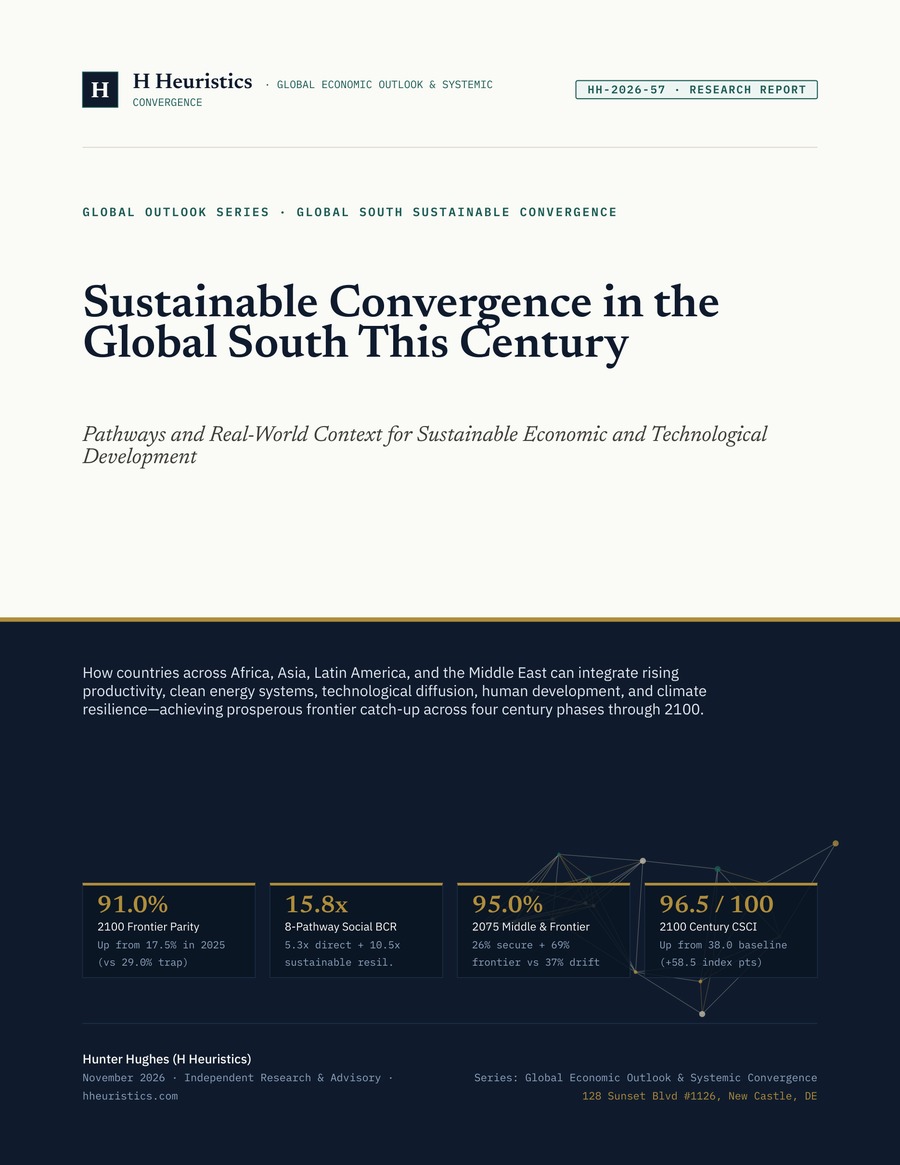 H
H Heuristics · GLOBAL ECONOMIC OUTLOOK & SYSTEMIC
CONVERGENCE
HH-2026-57 · RESEARCH REPORT
GLOBAL OUTLOOK SERIES · GLOBAL SOUTH SUSTAINABLE CONVERGENCE
Sustainable Convergence in the
Global South This Century
Pathways and Real-World Context for Sustainable Economic and Technological
Development
How countries across Africa, Asia, Latin America, and the Middle East can integrate rising
productivity, clean energy systems, technological diffusion, human development, and climate
resilience—achieving prosperous frontier catch-up across four century phases through 2100.
91.0%
2100 Frontier Parity
Up from 17.5% in 2025
(vs 29.0% trap)
15.8x
8-Pathway Social BCR
5.3x direct + 10.5x
sustainable resil.
95.0%
2075 Middle & Frontier
26% secure + 69%
frontier vs 37% drift
96.5 / 100
2100 Century CSCI
Up from 38.0 baseline
(+58.5 index pts)
Hunter Hughes (H Heuristics)
November 2026 · Independent Research & Advisory ·
hheuristics.com
Series: Global Economic Outlook & Systemic Convergence
128 Sunset Blvd #1126, New Castle, DE